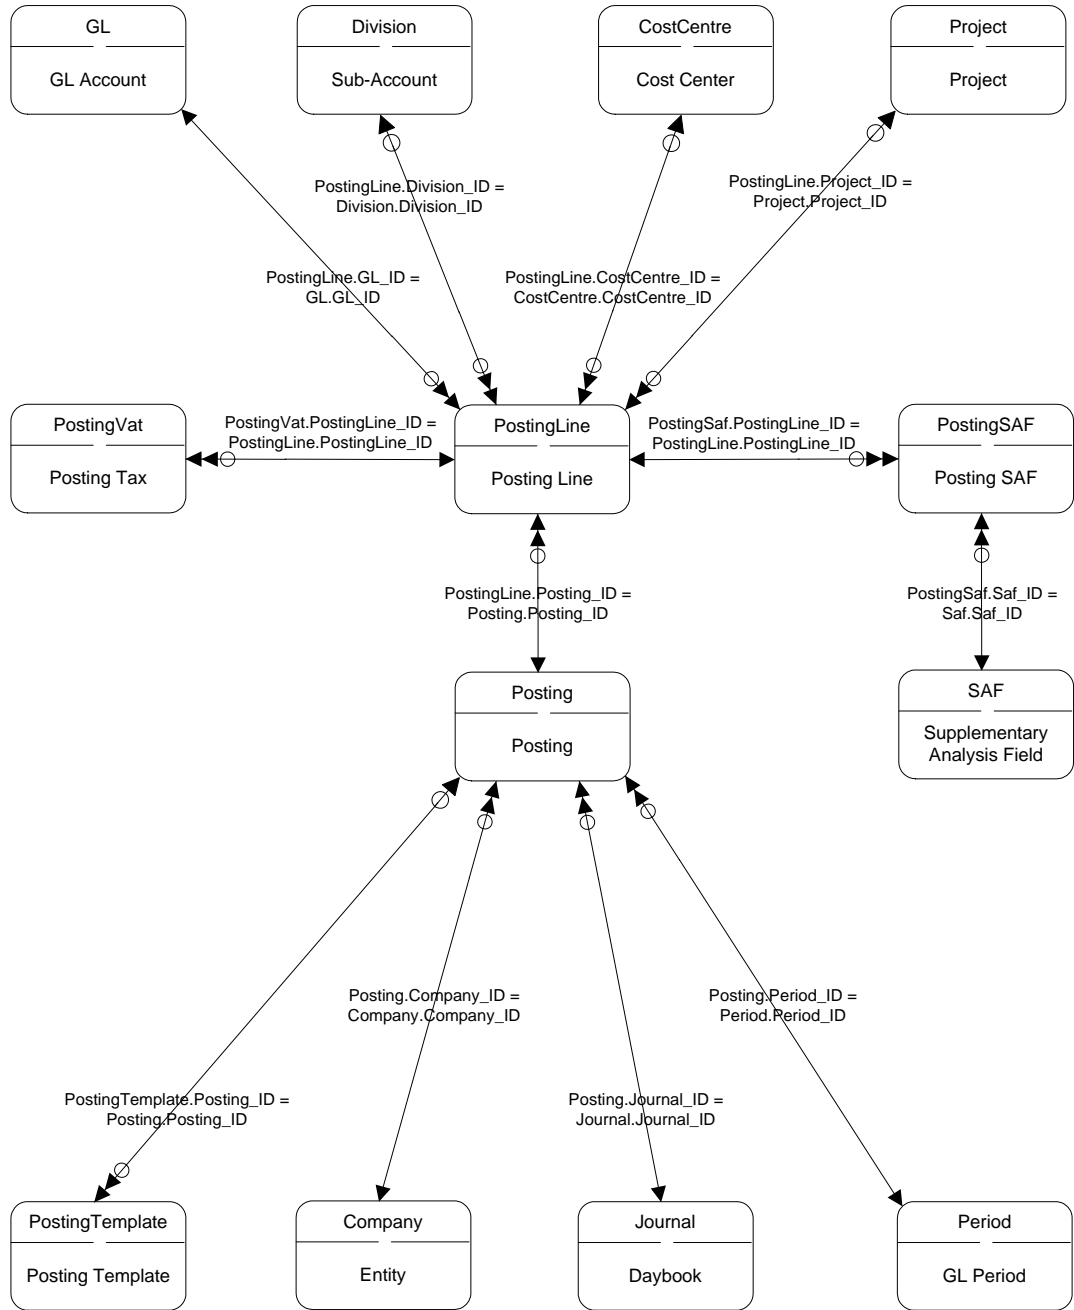 GL
GL Account
Division
Sub-Account
CostCentre
Cost Center
Project
Project
PostingLine.Division_ID =
Division.Division_ID
PostingLine.Project_ID =
Project.Project_ID
PostingLine.GL_ID =
GL.GL_ID
PostingLine.CostCentre_ID =
CostCentre.CostCentre_ID
PostingVat
Posting Tax
PostingVat.PostingLine_ID =
PostingLine.PostingLine_ID
PostingLine
Posting Line
PostingSaf.PostingLine_ID =
PostingLine.PostingLine_ID
PostingSAF
Posting SAF
PostingLine.Posting_ID =
Posting.Posting_ID
PostingSaf.Saf_ID =
Saf.Saf_ID
Posting
Posting
SAF
Supplementary
Analysis Field
Posting.Company_ID =
Company.Company_ID
Posting.Period_ID =
Period.Period_ID
PostingTemplate.Posting_ID =
Posting.Posting_ID
Posting.Journal_ID =
Journal.Journal_ID
PostingTemplate
Posting Template
Company
Entity
Journal
Daybook
Period
GL Period